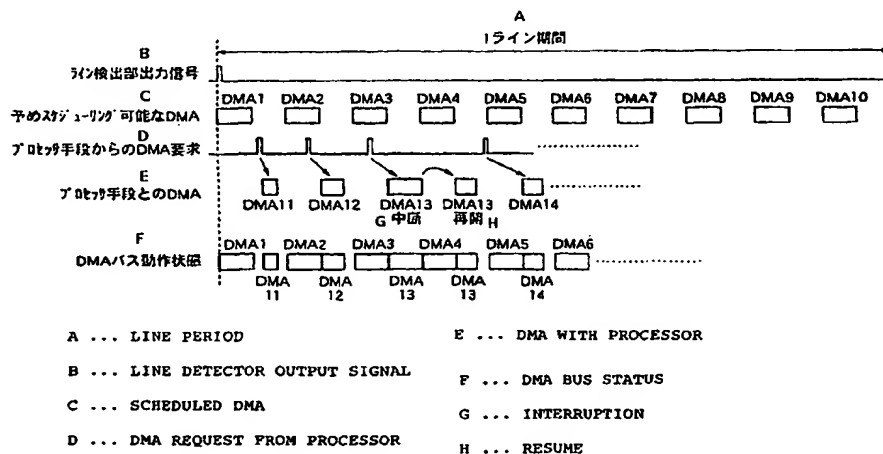 A
1ライン期間
B
ライン検出部出力信号
C
予めスケジューリング可能なDMA
DMA1 DMA2 DMA3 DMA4 DMA5 DMA6 DMA7 DMA8 DMA9 DMA10
D
プロセッサ手段からのDMA要求
E
プロセッサ手段とのDMA
DMA11 DMA12 DMA13 DMA13 DMA14
G 中断 再開 H
F
DMAバス動作状態
DMA1 DMA2 DMA3 DMA4 DMA5 DMA6
DMA DMA DMA DMA DMA
11 12 13 13 14
A ... LINE PERIOD
B ... LINE DETECTOR OUTPUT SIGNAL
C ... SCHEDULED DMA
D ... DMA REQUEST FROM PROCESSOR
E ... DMA WITH PROCESSOR
F ... DMA BUS STATUS
G ... INTERRUPTION
H ... RESUME